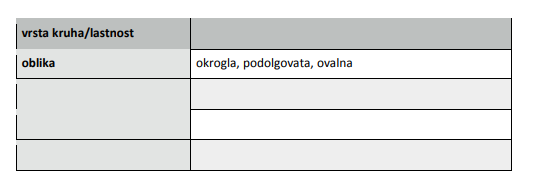 vrsta kruha/lastnost
oblika okrogla, podolgovata, ovalna